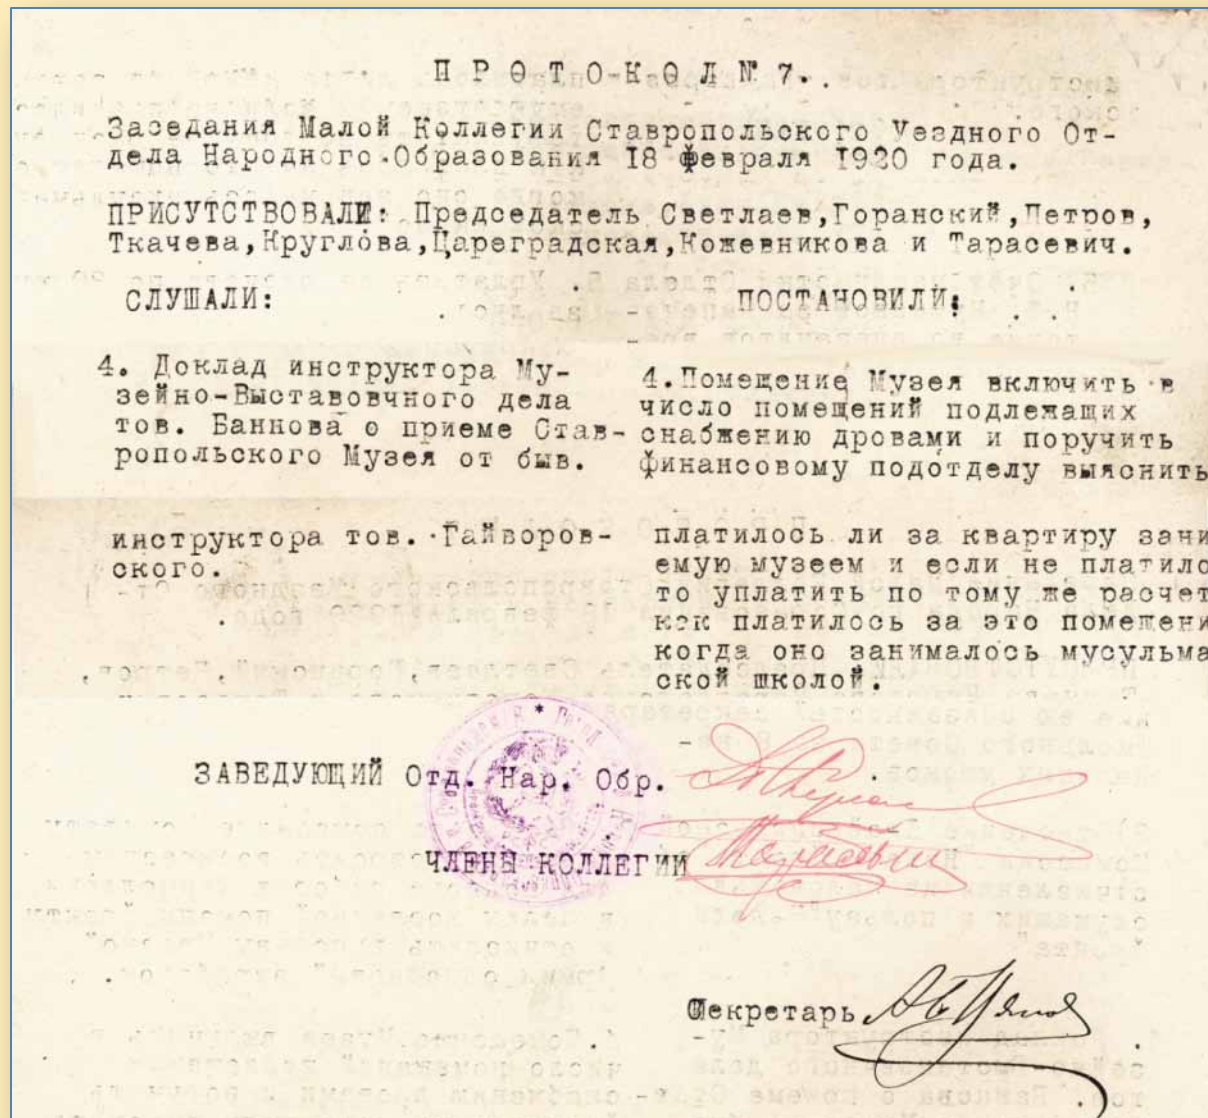 ПРОТОКОЛ № 7.
Заседания Малой Коллегии Ставропольского Уездного От-
дела Народного Образования 18 февраля 1920 года.
ПРИСУТСТВОВАЛИ: Председатель Светлаев, Горанский, Петров,
Ткачева, Круглова, Цареградская, Кожевникова и Тарасевич.
СЛУШАЛИ:
4. Доклад инструктора Му-
зейно-Выставовчного дела
тов. Баннова о приеме Став-
ропольского Музея от быв.
инструктора тов. Гайворов-
ского.
ПОСТАНОВИЛИ:
4. Помещение Музея включить в
число помещений подлежащих
снабжению дровами и поручить
финансовому подотделу выяснить
платилось ли за квартиру зани
емую музеем и если не платило
то уплатить по тому же расчет
как платилось за это помещени
когда оно занималось мусульма
ской школой.
ЗАВЕДУЮЩИЙ Отд. Нар. Обр.
ЧЛЕНЫ КОЛЛЕГИИ Тарасевич
Секретарь